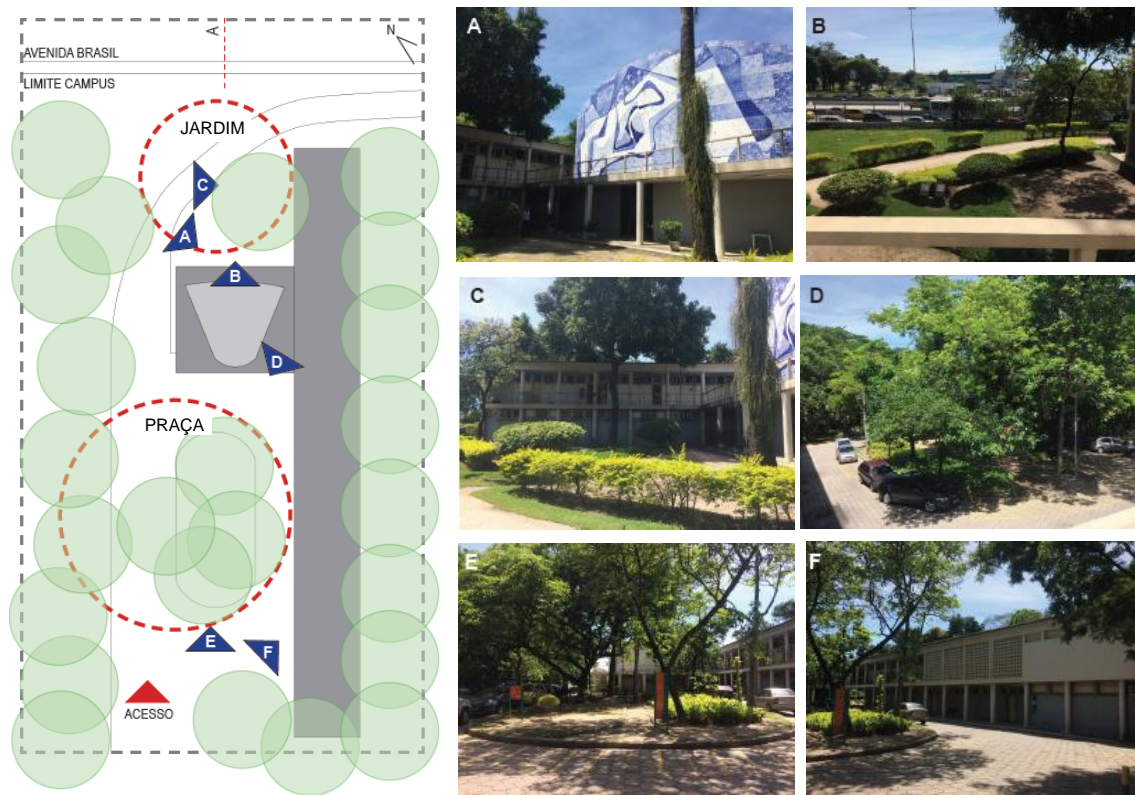 A
N
AVENIDA BRASIL
LIMITE CAMPUS
JARDIM
C
A
B
D
PRAÇA
E
F
ACESSO
A
B
C
D
E
F